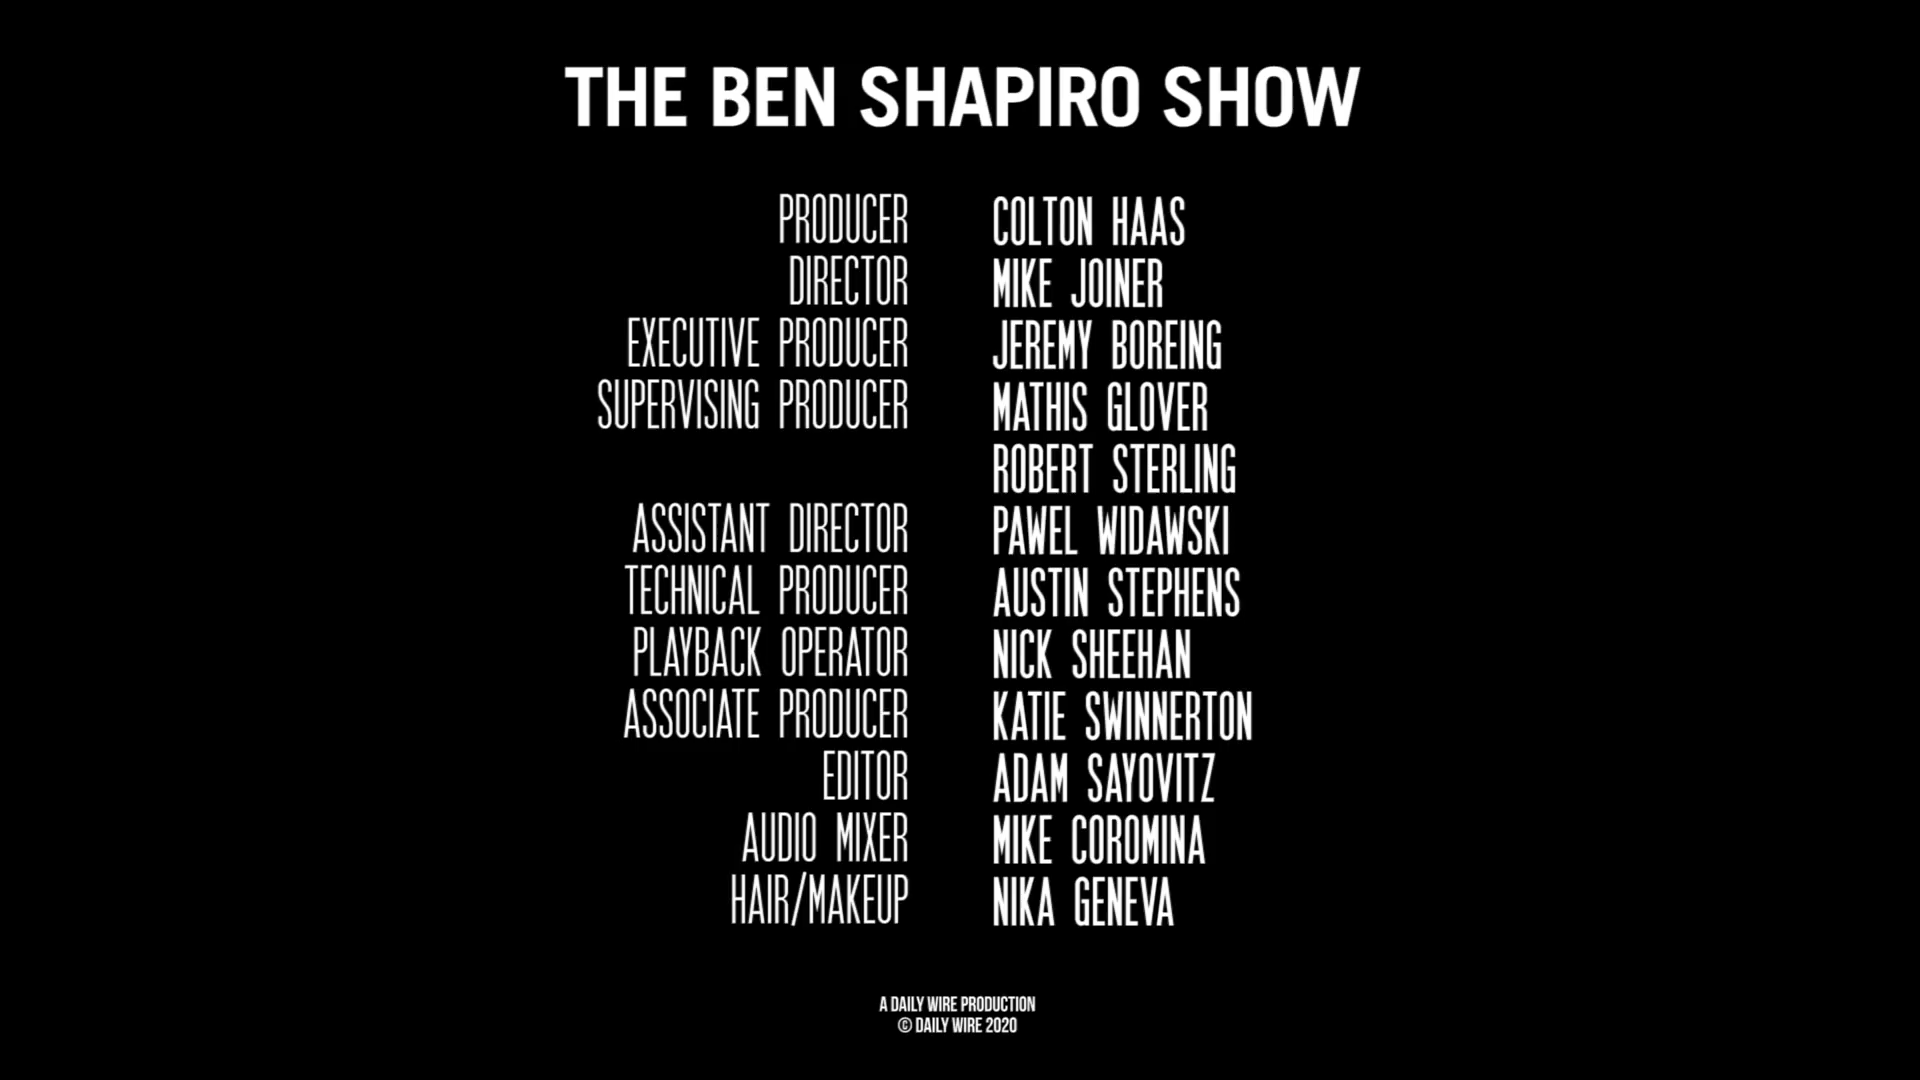 THE BEN SHAPIRO SHOW
PRODUCER COLTON HAAS
DIRECTOR MIKE JOINER
EXECUTIVE PRODUCER JEREMY BOREING
SUPERVISING PRODUCER MATHIS GLOVER
ROBERT STERLING
ASSISTANT DIRECTOR PAWEL WIDAWSKI
TECHNICAL PRODUCER AUSTIN STEPHENS
PLAYBACK OPERATOR NICK SHEEHAN
ASSOCIATE PRODUCER KATIE SWINNERTON
EDITOR ADAM SAYOVITZ
AUDIO MIXER MIKE COROMINA
HAIR/MAKEUP NIKA GENEVA
A DAILY WIRE PRODUCTION
© DAILY WIRE 2020